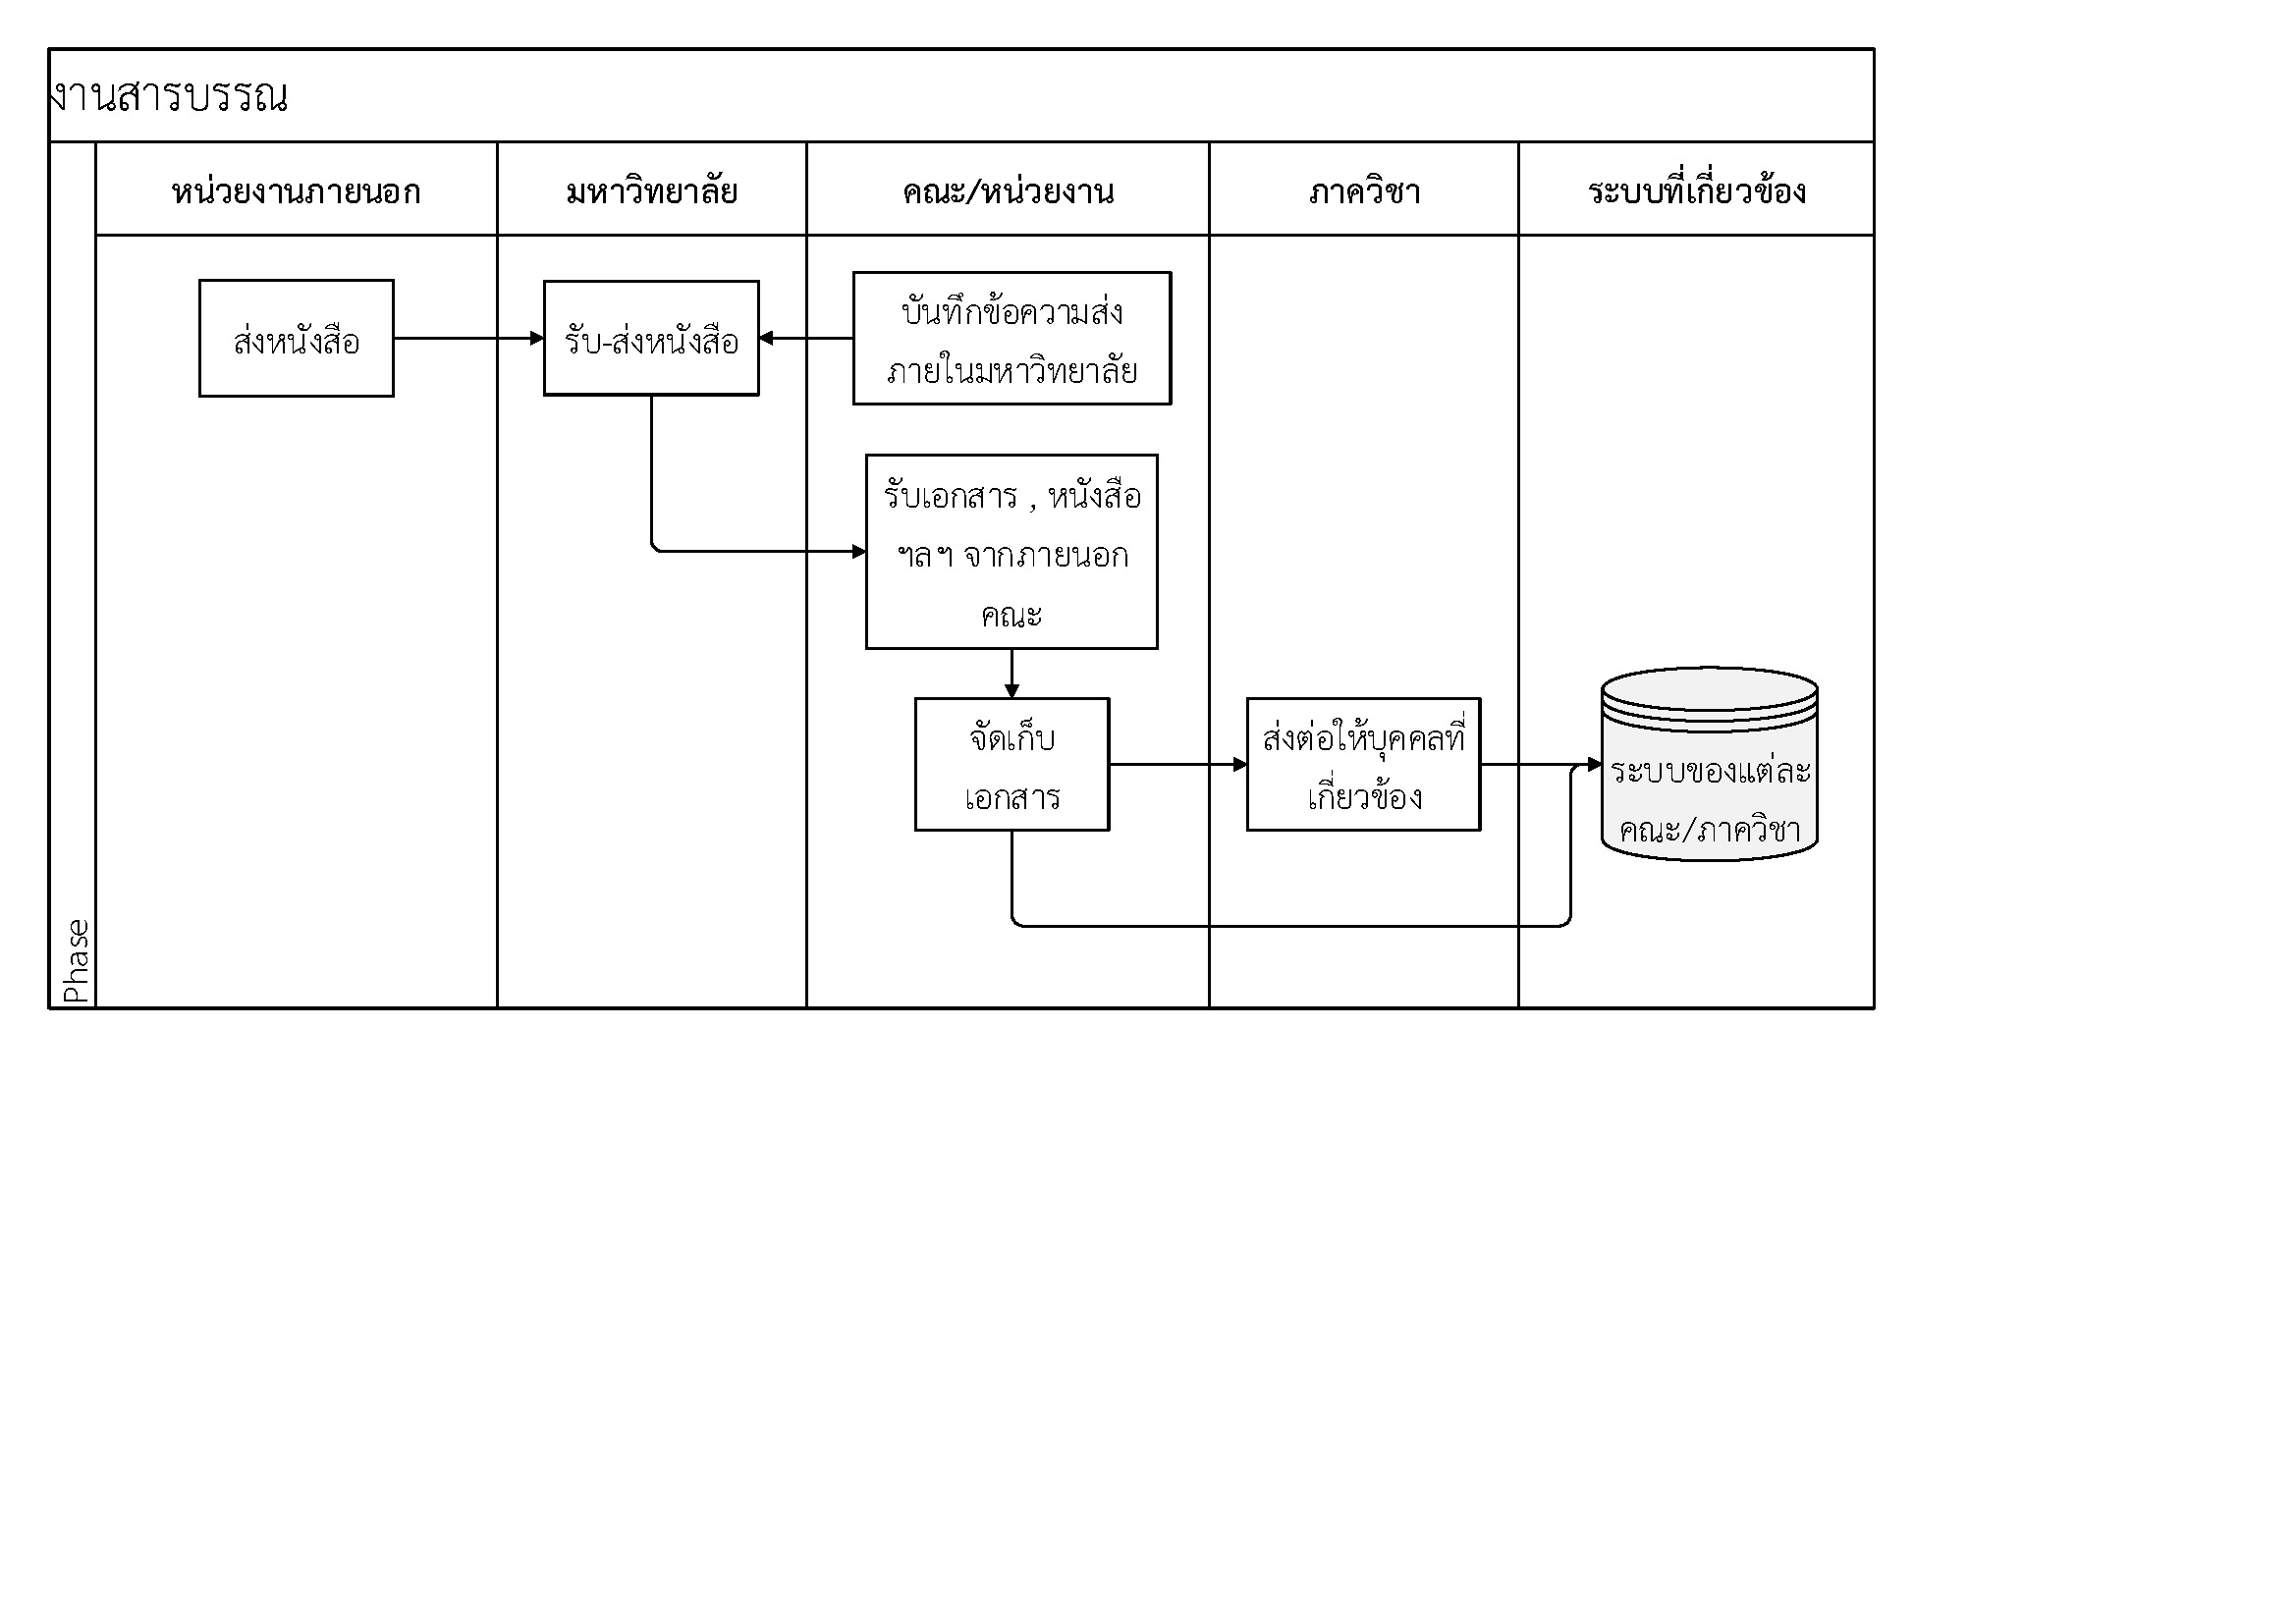 งานสารบรรณ
หน่วยงานภายนอก
มหาวิทยาลัย
คณะ/หน่วยงาน
ภาควิชา
ระบบที่เกี่ยวข้อง
ส่งหนังสือ
รับ-ส่งหนังสือ
บันทึกข้อความส่ง
ภายในมหาวิทยาลัย
รับเอกสาร , หนังสือ
ฯลฯ จากภายนอก
คณะ
จัดเก็บ
เอกสาร
ส่งต่อให้บุคคลที่
เกี่ยวข้อง
ระบบของแต่ละ
คณะ/ภาควิชา
Phase